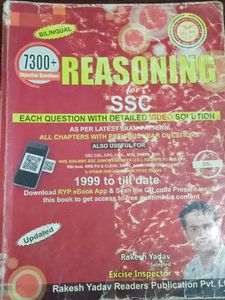 BILINGUAL
7300+
Objective Questions
REASONING
for
SSC
EACH QUESTION WITH DETAILED VIDEO SOLUTION
AS PER LATEST EXAM PATTERN
ALL CHAPTERS WITH PREVIOUS YEAR QUESTIONS
ALSO USEFUL FOR
1999 to till date
Download RYP eBook App & Scan the QR code Present
this book to get access to free multimedia content
Updated
Rakesh Yadav
Selected
Excise Inspector
Rakesh Yadav Readers Publication Pvt. L